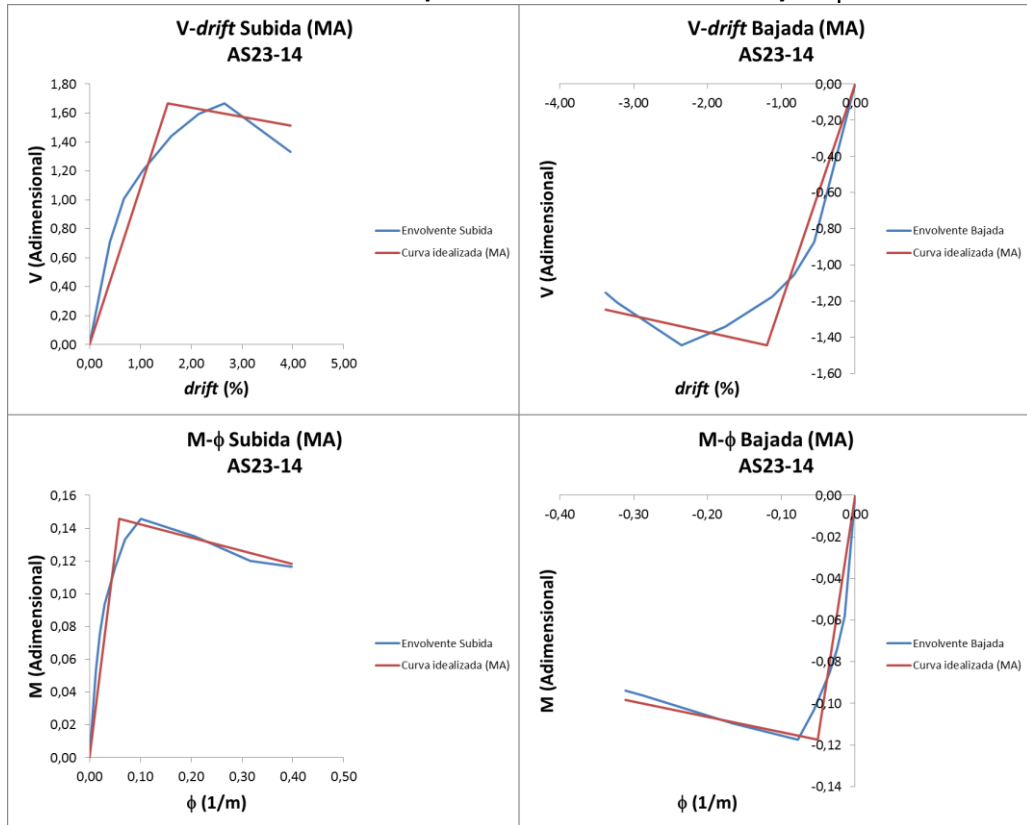 V-drift Subida (MA)
AS23-14
V (Adimensional)
1,80
1,60
1,40
1,20
1,00
0,80
0,60
0,40
0,20
0,00
0,00 1,00 2,00 3,00 4,00 5,00
drift (%)
Envolvente Subida
Curva idealizada (MA)
V-drift Bajada (MA)
AS23-14
-4,00 -3,00 -2,00 -1,00 0,00
0,00
-0,20
-0,40
-0,60
-0,80
-1,00
-1,20
-1,40
-1,60
V (Adimensional)
drift (%)
Envolvente Bajada
Curva idealizada (MA)
M-ϕ Subida (MA)
AS23-14
M (Adimensional)
0,16
0,14
0,12
0,10
0,08
0,06
0,04
0,02
0,00
0,00 0,10 0,20 0,30 0,40 0,50
ϕ (1/m)
Envolvente Subida
Curva idealizada (MA)
M-ϕ Bajada (MA)
AS23-14
-0,40 -0,30 -0,20 -0,10 0,00
0,00
-0,02
-0,04
-0,06
-0,08
-0,10
-0,12
-0,14
M (Adimensional)
ϕ (1/m)
Envolvente Bajada
Curva idealizada (MA)